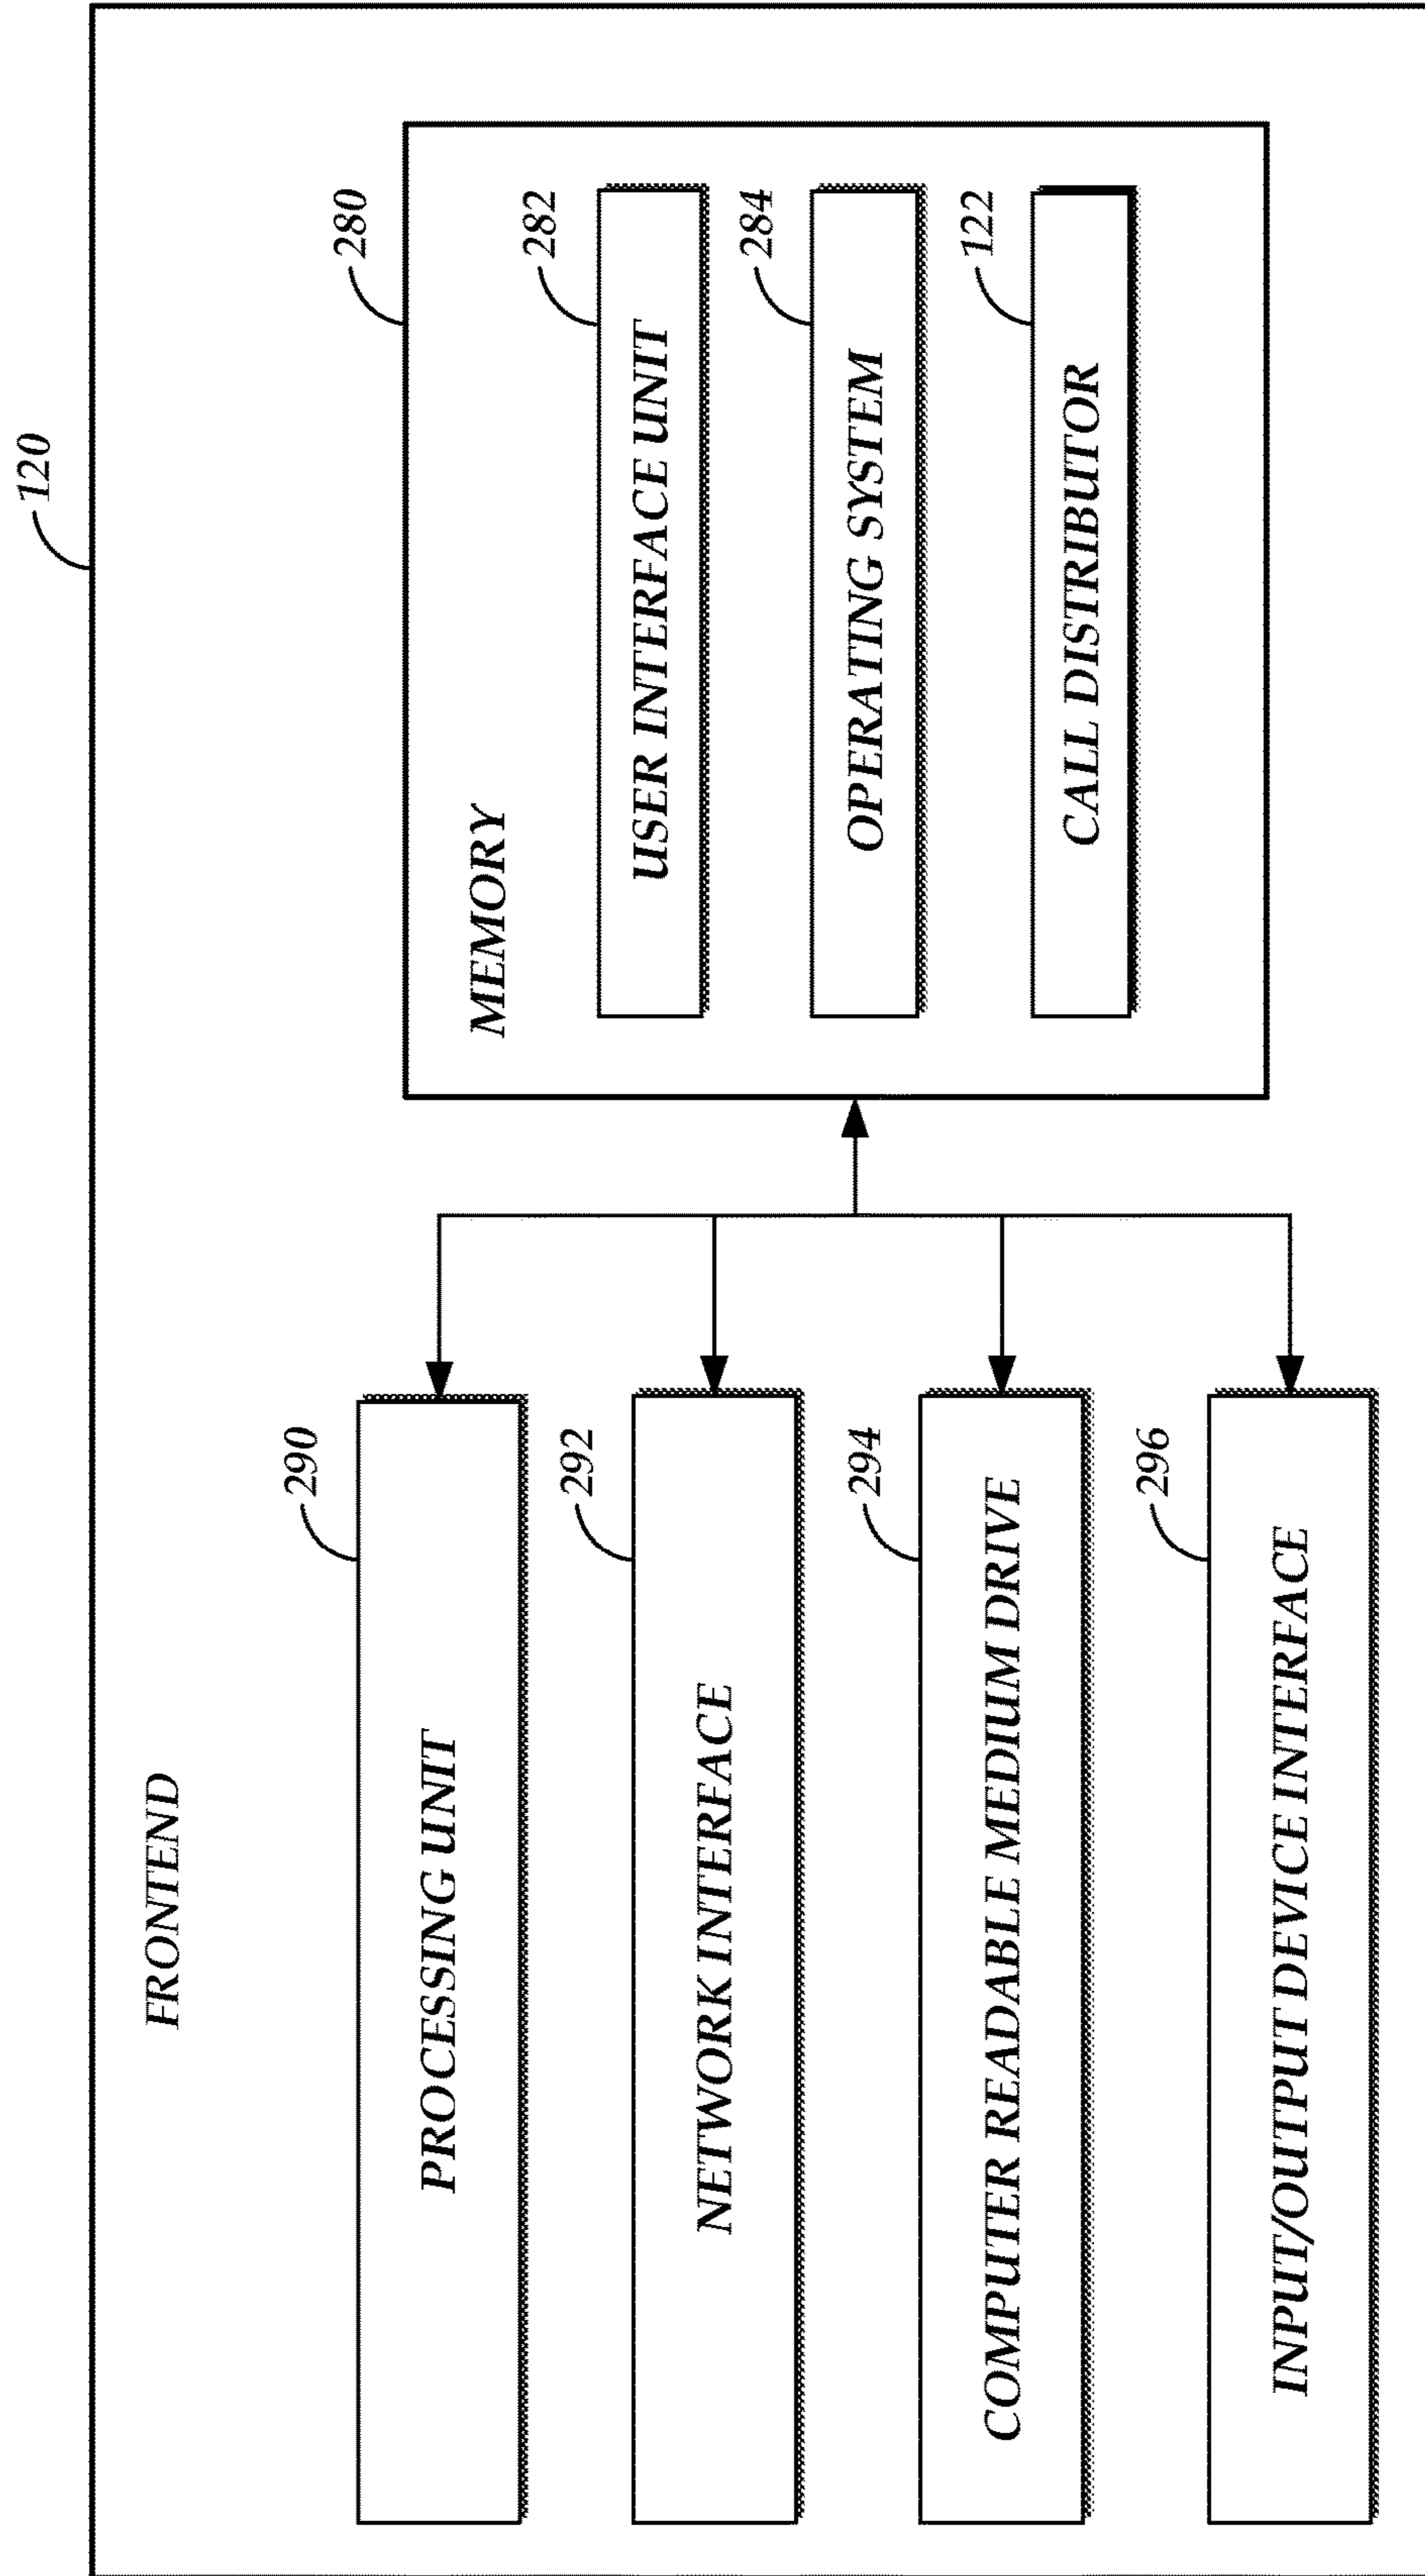 120
FRONTEND
290
PROCESSING UNIT
292
NETWORK INTERFACE
294
COMPUTER READABLE MEDIUM DRIVE
296
INPUT/OUTPUT DEVICE INTERFACE
280
MEMORY
282
USER INTERFACE UNIT
284
OPERATING SYSTEM
122
CALL DISTRIBUTOR